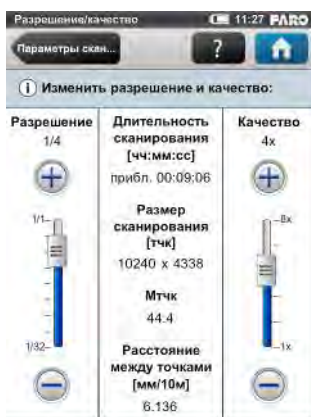 Разрешение/качество 11:27 FARO
Параметры скан... ?
i Изменить разрешение и качество:
Разрешение
1/4
1/1
1/32
Длительность
сканирования
[чч:мм:сс]
прибл. 00:09:06
Размер
сканирования
[тчк]
10240 x 4338
Мтчк
44.4
Расстояние
между точками
[мм/10м]
6.136
Качество
4x
8x
1x